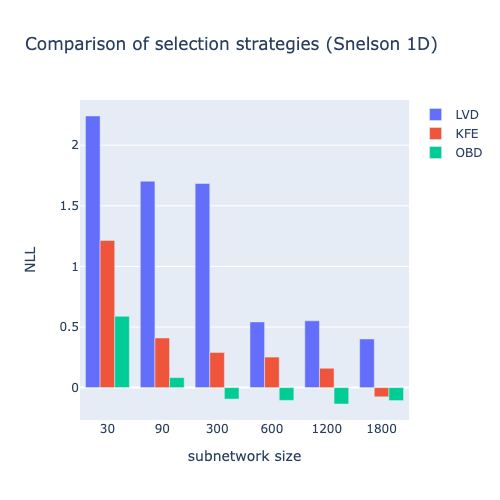 Comparison of selection strategies (Snelson 1D)
LVD
KFE
OBD
NLL
2
1.5
1
0.5
0
30 90 300 600 1200 1800
subnetwork size